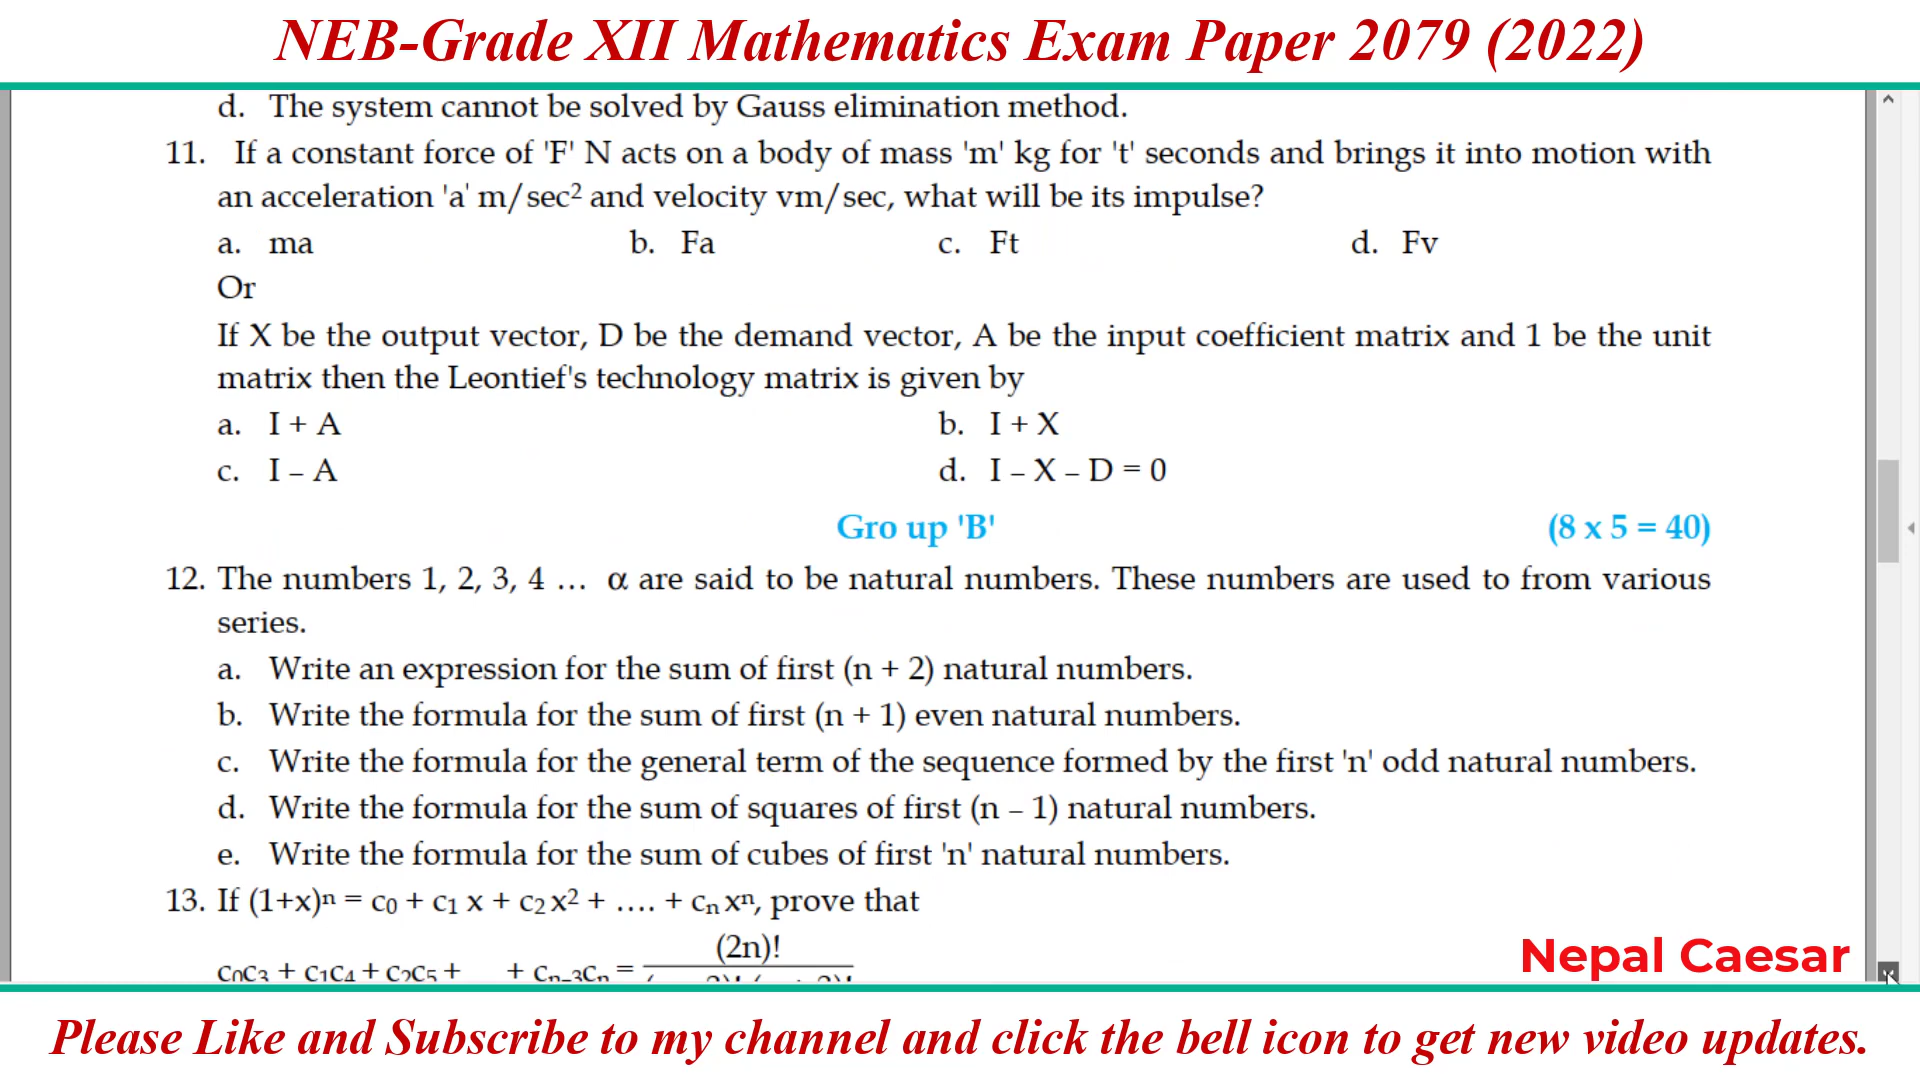 NEB-Grade XII Mathematics Exam Paper 2079 (2022)
d. The system cannot be solved by Gauss elimination method.
11. If a constant force of 'F' N acts on a body of mass 'm' kg for 't' seconds and brings it into motion with
an acceleration 'a' m/sec² and velocity vm/sec, what will be its impulse?
a. ma b. Fa c. Ft d. Fv
Or
If X be the output vector, D be the demand vector, A be the input coefficient matrix and 1 be the unit
matrix then the Leontief's technology matrix is given by
a. I + A b. I + X
c. I – A d. I – X – D = 0
Gro up 'B' (8 x 5 = 40)
12. The numbers 1, 2, 3, 4 … α are said to be natural numbers. These numbers are used to from various
series.
a. Write an expression for the sum of first (n + 2) natural numbers.
b. Write the formula for the sum of first (n + 1) even natural numbers.
c. Write the formula for the general term of the sequence formed by the first 'n' odd natural numbers.
d. Write the formula for the sum of squares of first (n – 1) natural numbers.
e. Write the formula for the sum of cubes of first 'n' natural numbers.
13. If (1+x)ⁿ = c₀ + c₁ x + c₂ x² + …. + cₙ xⁿ, prove that
(2n)!
c₀c₃ + c₁c₄ + c₂c₅ + + cₙ₋₃cₙ =
Nepal Caesar
Please Like and Subscribe to my channel and click the bell icon to get new video updates.